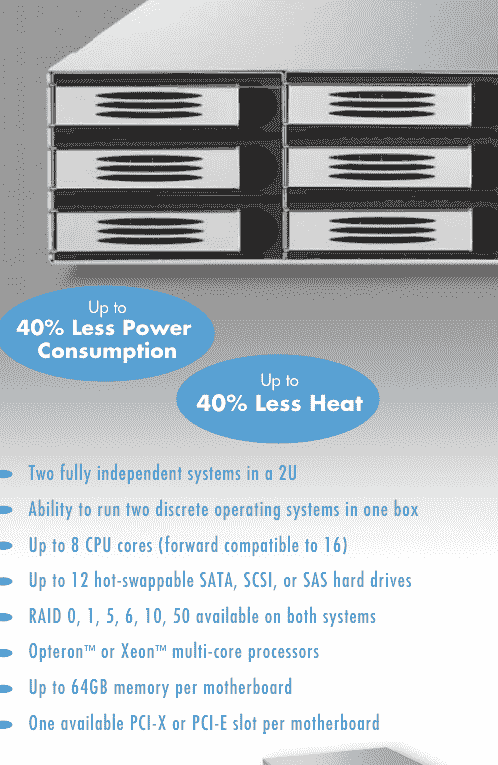 Up to
40% Less Power
Consumption
Up to
40% Less Heat
Two fully independent systems in a 2U
Ability to run two discrete operating systems in one box
Up to 8 CPU cores (forward compatible to 16)
Up to 12 hot-swappable SATA, SCSI, or SAS hard drives
RAID 0, 1, 5, 6, 10, 50 available on both systems
Opteron™ or Xeon™ multi-core processors
Up to 64GB memory per motherboard
One available PCI-X or PCI-E slot per motherboard